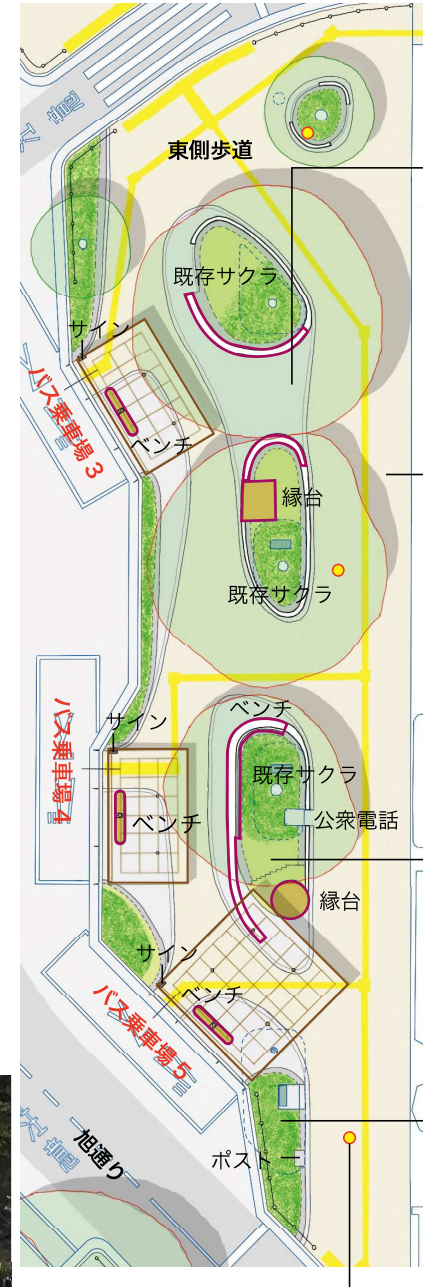 東側歩道
既存サクラ
サイン
バス乗車場3
ベンチ
縁台
既存サクラ
バス乗車場4
サイン
ベンチ
既存サクラ
ベンチ
公衆電話
縁台
サイン
ベンチ
バス乗車場5
旭通り
ポスト